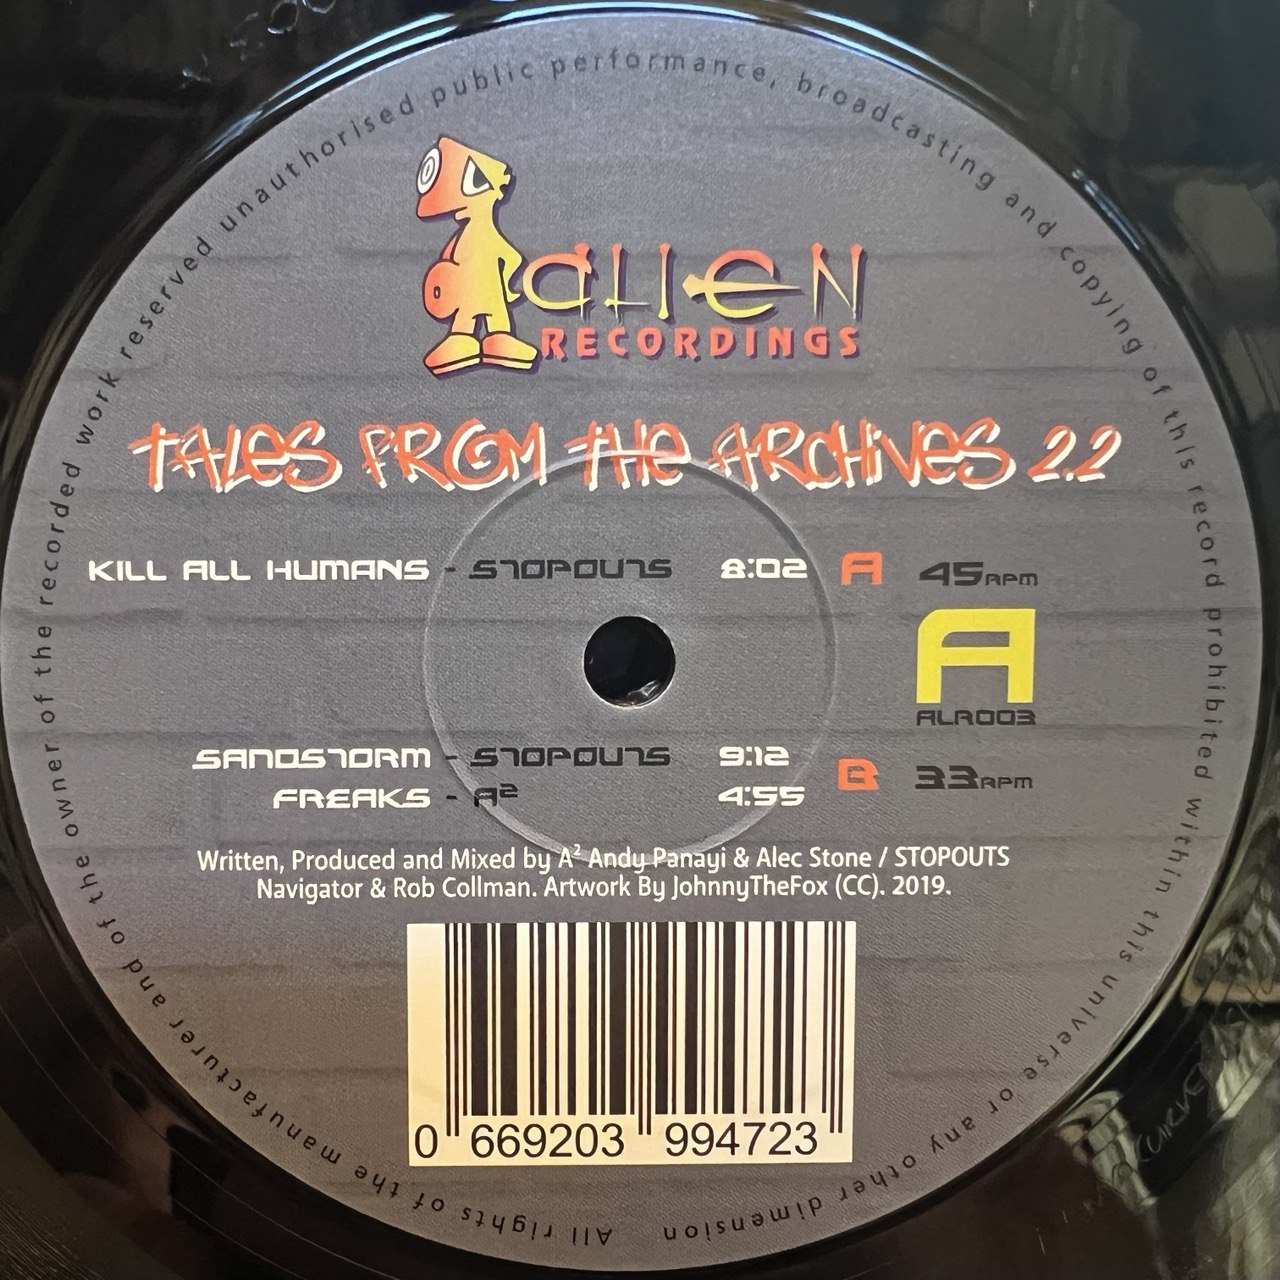 All rights of the manufacturer and of the owner of the recorded work reserved unauthorised public performance, broadcasting and copying of this record prohibited within this universe or any other dimension
alien
RECORDINGS
TALES FROM THE ARCHIVES 2.2
KILL ALL HUMANS - STOPOUTS 8:02 A 45RPM
A
ALR003
SANDSTORM - STOPOUTS 9:12
B 33RPM
FREAKS - A² 4:55
Written, Produced and Mixed by A² Andy Panayi & Alec Stone / STOPOUTS
Navigator & Rob Collman. Artwork By JohnnyTheFox (CC). 2019.
0 669203 994723